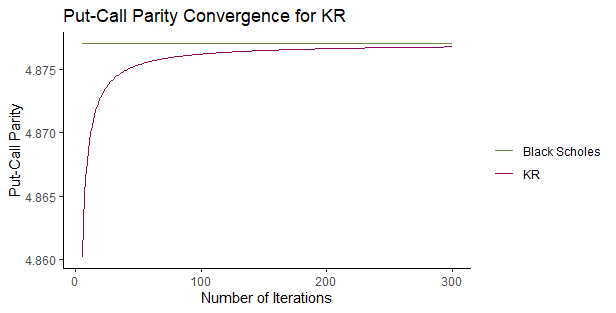 Put-Call Parity Convergence for KR
Put-Call Parity
4.875
4.870
4.865
4.860
0
100
200
300
Number of Iterations
Black Scholes
KR